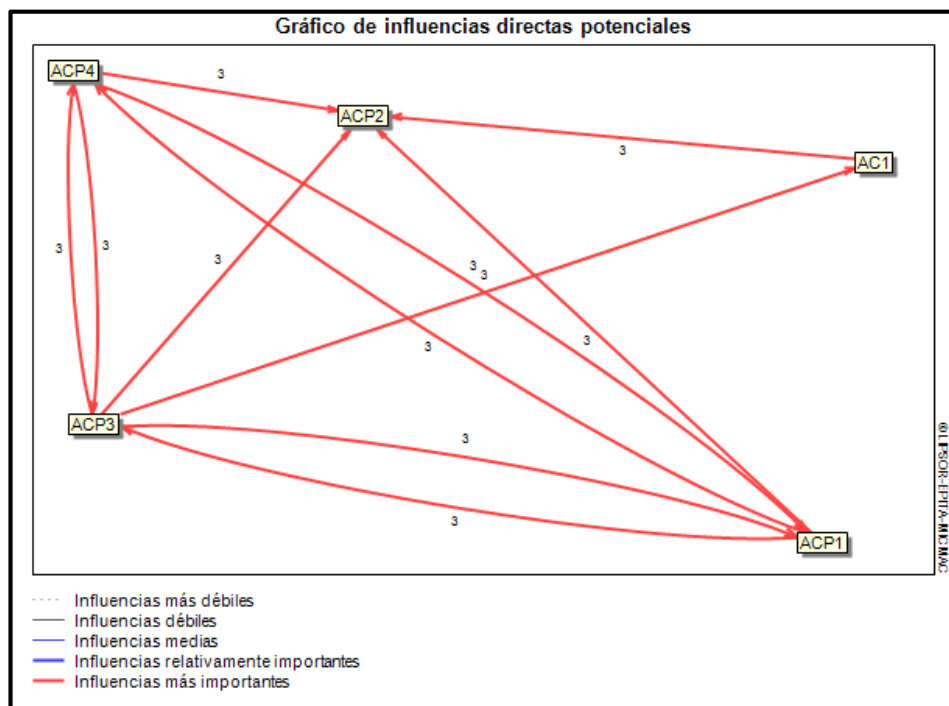 Gráfico de influencias directas potenciales
ACP4
3
ACP2
3
AC1
3
3
3
3
3
3
3
3
ACP3
3
3
ACP1
© LIPSOR-EPITA-MICMAC
Influencias más débiles
Influencias débiles
Influencias medias
Influencias relativamente importantes
Influencias más importantes